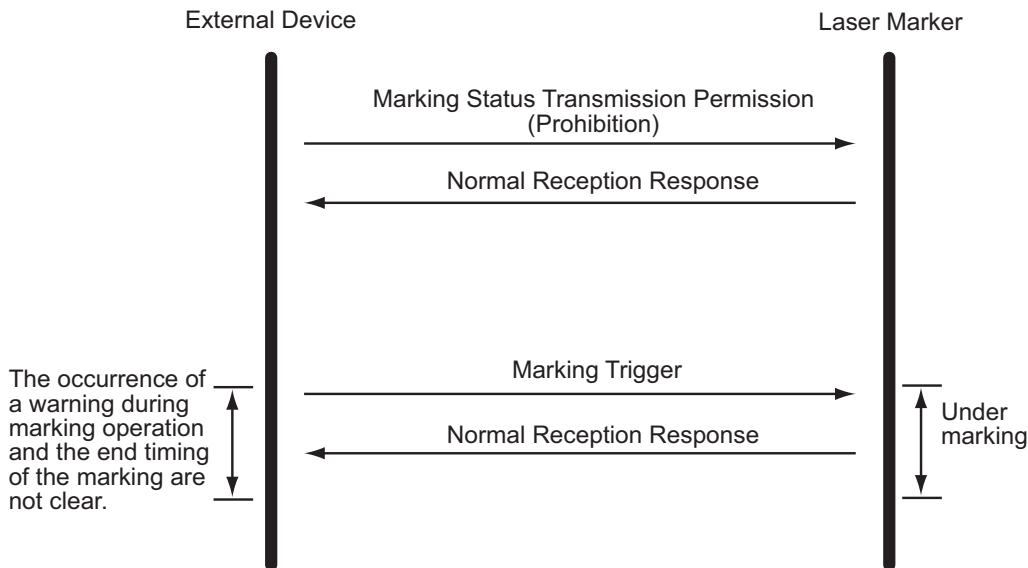 External Device
Laser Marker
Marking Status Transmission Permission
(Prohibition)
Normal Reception Response
Marking Trigger
Normal Reception Response
The occurrence of
a warning during
marking operation
and the end timing
of the marking are
not clear.
Under
marking